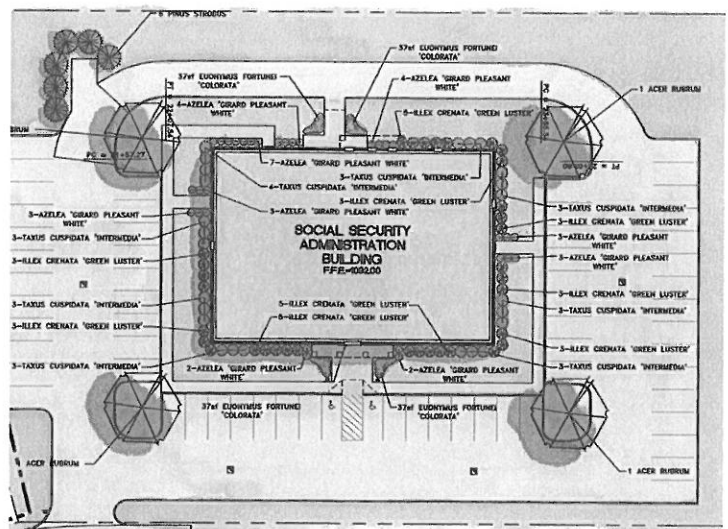 6 PINUS STROBUS
37sf EUONYMUS FORTUNEI
'COLORATA'
37sf EUONYMUS FORTUNEI
'COLORATA'
4-AZELEA 'GIRARD PLEASANT
WHITE'
4-AZELEA 'GIRARD PLEASANT
WHITE'
1 ACER RUBRUM
8-ILLEX CRENATA 'GREEN LUSTER'
RUBRUM
7-AZELEA 'GIRARD PLEASANT WHITE'
3-TAXUS CUSPIDATA 'INTERMEDIA'
4-TAXUS CUSPIDATA 'INTERMEDIA'
3-ILLEX CRENATA 'GREEN LUSTER'
3-AZELEA 'GIRARD PLEASANT WHITE'
3-AZELEA 'GIRARD PLEASANT
WHITE'
3-TAXUS CUSPIDATA 'INTERMEDIA'
3-ILLEX CRENATA 'GREEN LUSTER'
3-TAXUS CUSPIDATA 'INTERMEDIA'
3-ILLEX CRENATA 'GREEN LUSTER'
3-TAXUS CUSPIDATA 'INTERMEDIA'
SOCIAL SECURITY
ADMINISTRATION
BUILDING
F.F.E.=1092.00
3-TAXUS CUSPIDATA 'INTERMEDIA'
3-ILLEX CRENATA 'GREEN LUSTER'
3-AZELEA 'GIRARD PLEASANT
WHITE'
3-AZELEA 'GIRARD PLEASANT
WHITE'
3-ILLEX CRENATA 'GREEN LUSTER'
3-TAXUS CUSPIDATA 'INTERMEDIA'
3-ILLEX CRENATA 'GREEN LUSTER'
3-TAXUS CUSPIDATA 'INTERMEDIA'
5-ILLEX CRENATA 'GREEN LUSTER'
8-ILLEX CRENATA 'GREEN LUSTER'
2-AZELEA 'GIRARD PLEASANT
WHITE'
2-AZELEA 'GIRARD PLEASANT
WHITE'
37sf EUONYMUS FORTUNEI
'COLORATA'
37sf EUONYMUS FORTUNEI
'COLORATA'
ACER RUBRUM
1 ACER RUBRUM